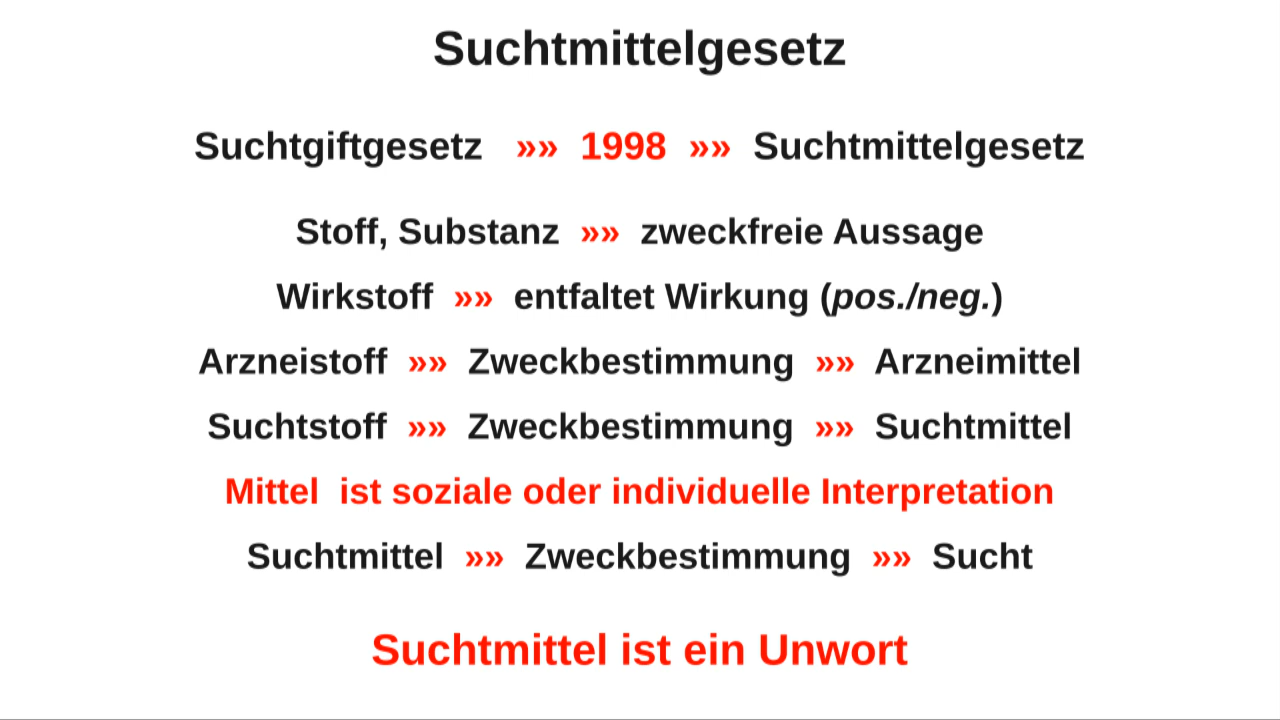 Suchtmittelgesetz
Suchtgiftgesetz »» 1998 »» Suchtmittelgesetz
Stoff, Substanz »» zweckfreie Aussage
Wirkstoff »» entfaltet Wirkung (pos./neg.)
Arzneistoff »» Zweckbestimmung »» Arzneimittel
Suchtstoff »» Zweckbestimmung »» Suchtmittel
Mittel ist soziale oder individuelle Interpretation
Suchtmittel »» Zweckbestimmung »» Sucht
Suchtmittel ist ein Unwort